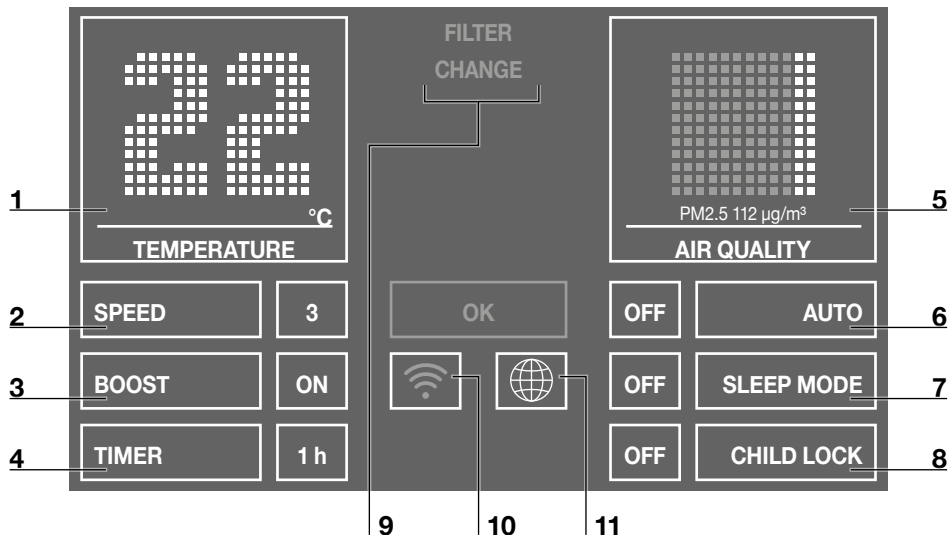 22
°C
TEMPERATURE
FILTER
CHANGE
PM2.5 112 µg/m³
AIR QUALITY
1
5
SPEED 3
OK
OFF AUTO
2
6
BOOST ON
OFF SLEEP MODE
3
7
TIMER 1 h
OFF CHILD LOCK
4
8
9 10 11